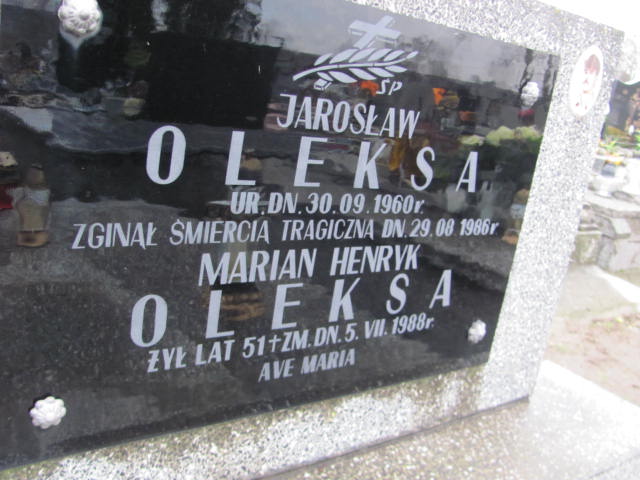 ŚP
JAROSŁAW
OLEKSA
UR. DN. 30.09.1960r.
ZGINĄŁ ŚMIERCIĄ TRAGICZNĄ DN. 29.08 1986r
MARIAN HENRYK
OLEKSA
ŻYŁ LAT 51 † ZM. DN. 5. VII. 1988r.
AVE MARIA